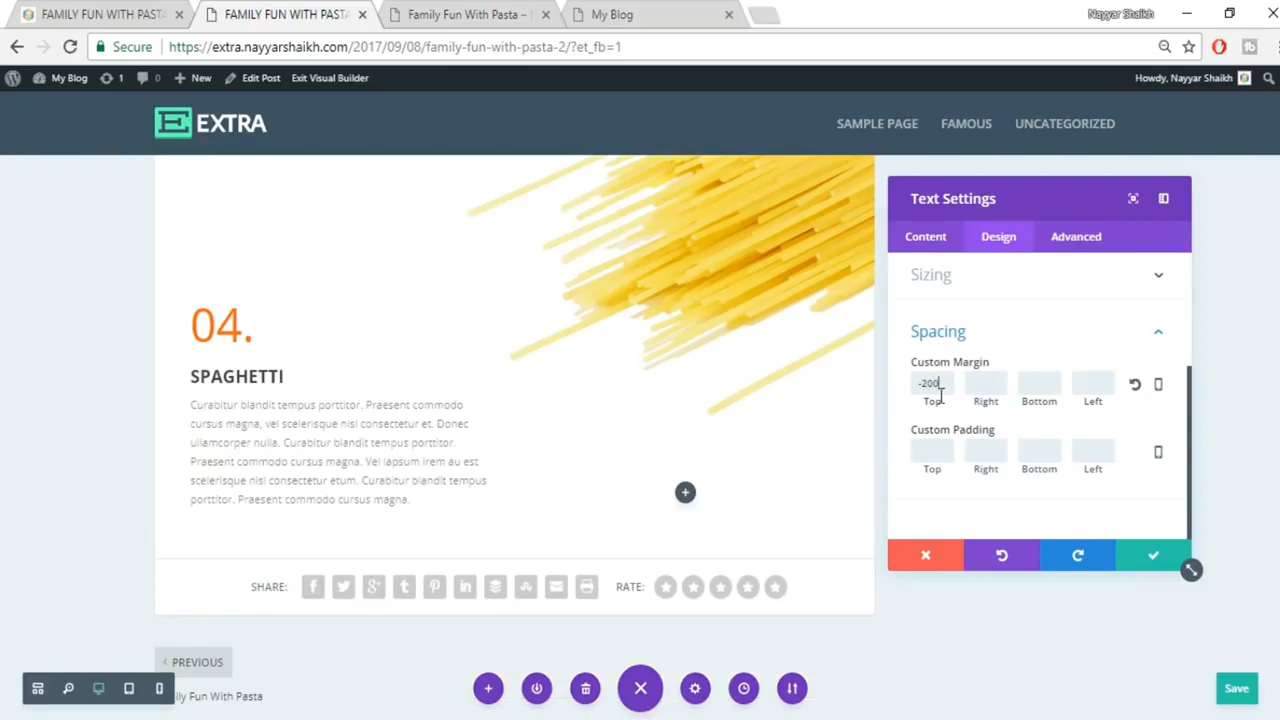 FAMILY FUN WITH PASTA
FAMILY FUN WITH PASTA
Family Fun With Pasta –
My Blog
Nayyar Shaikh
Secure
https://extra.nayyarshaikh.com/2017/09/08/family-fun-with-pasta-2/?et_fb=1
My Blog
1
0
New
Edit Post
Exit Visual Builder
Howdy, Nayyar Shaikh
EXTRA
SAMPLE PAGE
FAMOUS
UNCATEGORIZED
04.
SPAGHETTI
Curabitur blandit tempus porttitor. Praesent commodo
cursus magna, vel scelerisque nisl consectetur et. Donec
ullamcorper nulla. Curabitur blandit tempus porttitor.
Praesent commodo cursus magna. Vel lapsum irem au et
scelerisque nisl consectetur etum. Curabitur blandit tempus
porttitor. Praesent commodo cursus magna.
SHARE:
RATE:
PREVIOUS
ily Fun With Pasta
Text Settings
Content
Design
Advanced
Sizing
Spacing
Custom Margin
-200
Top
Right
Bottom
Left
Custom Padding
Top
Right
Bottom
Left
Save